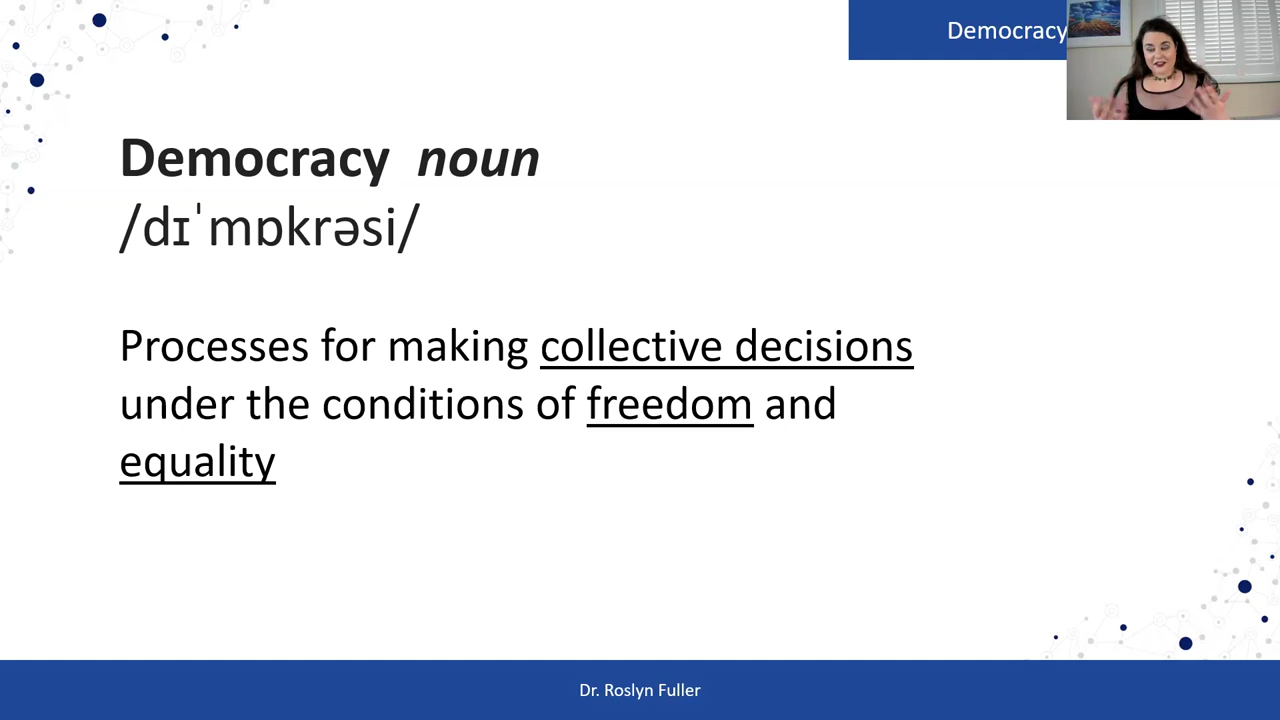 Democracy
Democracy noun
/dɪˈmɒkrəsi/
Processes for making collective decisions
under the conditions of freedom and
equality
Dr. Roslyn Fuller